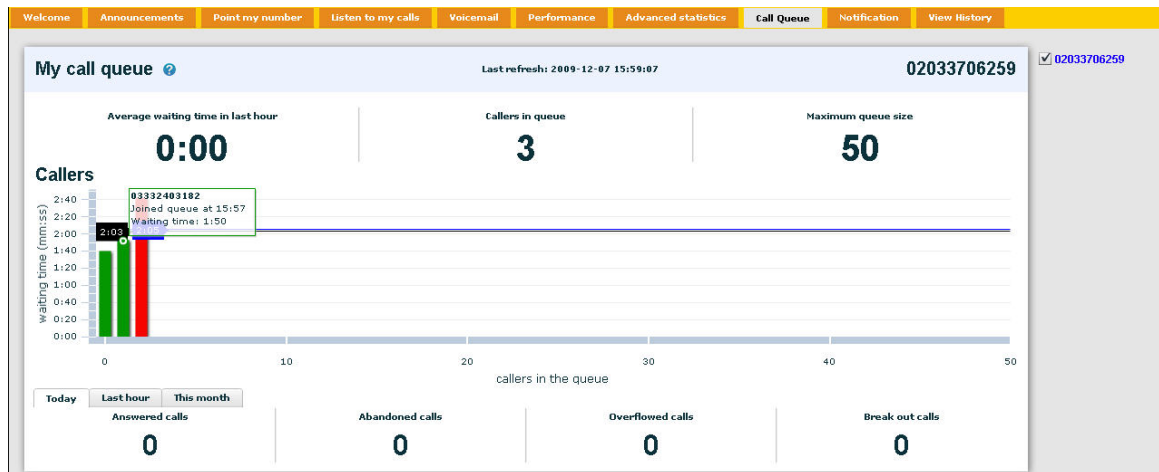 Welcome Announcements Point my number Listen to my calls Voicemail Performance Advanced statistics Call Queue Notification View History
My call queue ? Last refresh: 2009-12-07 15:59:07 02033706259
02033706259
Average waiting time in last hour Callers in queue Maximum queue size
0:00 3 50
Callers
waiting time (mm:ss)
2:40
2:20
2:00
1:40
1:20
1:00
0:40
0:20
0:00
03332403182
Joined queue at 15:57
Waiting time: 1:50
2:03 2:05
0 10 20 30 40 50
callers in the queue
Today Last hour This month
Answered calls Abandoned calls Overflowed calls Break out calls
0 0 0 0